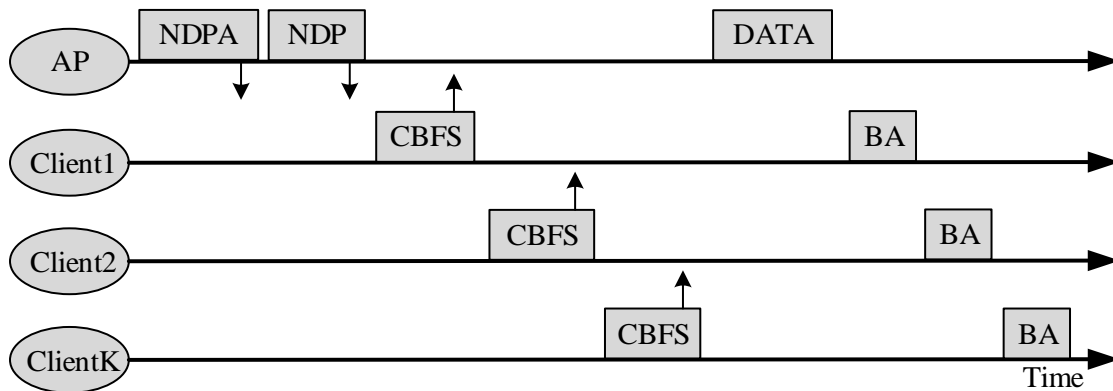 NDPA NDP DATA
AP
CBFS BA
Client1
CBFS BA
Client2
CBFS BA
ClientK
Time